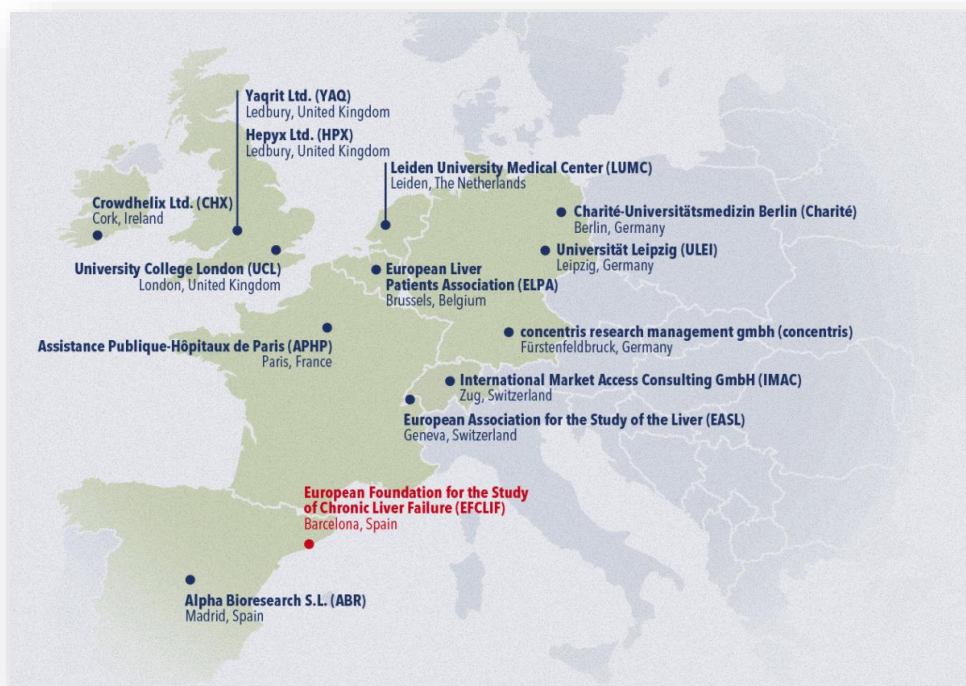 Yaqrit Ltd. (YAQ)
Ledbury, United Kingdom
Hepyx Ltd. (HPX)
Ledbury, United Kingdom
Leiden University Medical Center (LUMC)
Leiden, The Netherlands
Crowdhelix Ltd. (CHX)
Cork, Ireland
Charité-Universitätsmedizin Berlin (Charité)
Berlin, Germany
Universität Leipzig (ULEI)
Leipzig, Germany
University College London (UCL)
London, United Kingdom
European Liver
Patients Association (ELPA)
Brussels, Belgium
concentris research management gmbh (concentris)
Fürstenfeldbruck, Germany
Assistance Publique-Hôpitaux de Paris (APHP)
Paris, France
International Market Access Consulting GmbH (IMAC)
Zug, Switzerland
European Association for the Study of the Liver (EASL)
Geneva, Switzerland
European Foundation for the Study
of Chronic Liver Failure (EFCLIF)
Barcelona, Spain
Alpha Bioresearch S.L. (ABR)
Madrid, Spain